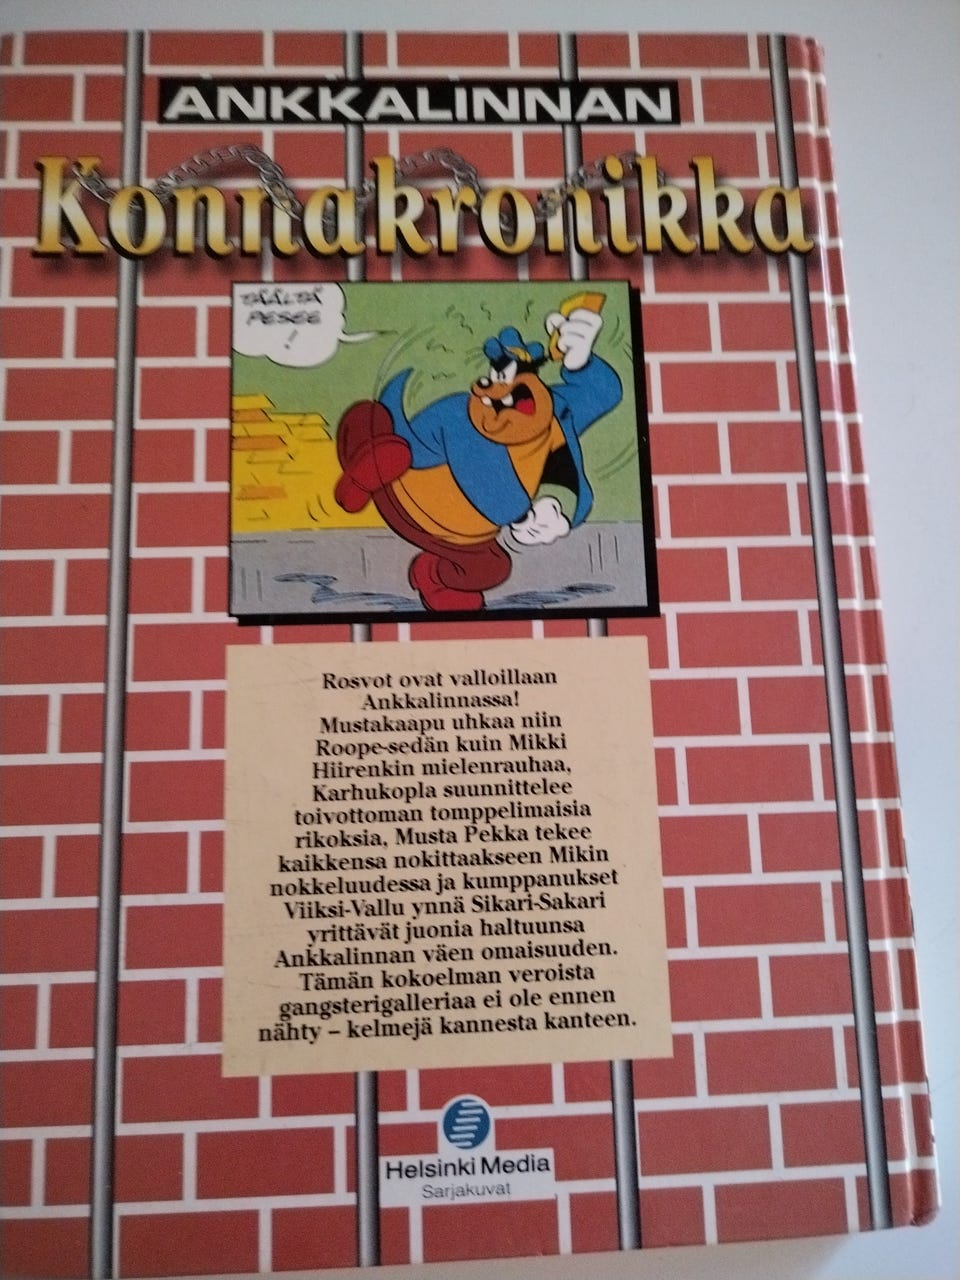 ANKKALINNAN
Konnakronikka
TÄÄLTÄ
PESEE
!
Rosvot ovat valloillaan
Ankkalinnassa!
Mustakaapu uhkaa niin
Roope-sedän kuin Mikki
Hiirenkin mielenrauhaa,
Karhukopla suunnittelee
toivottoman tomppelimaisia
rikoksia, Musta Pekka tekee
kaikkensa nokittaakseen Mikin
nokkeluudessa ja kumppanukset
Viiksi-Vallu ynnä Sikari-Sakari
yrittävät juonia haltuunsa
Ankkalinnan väen omaisuuden.
Tämän kokoelman veroista
gangsterigalleriaa ei ole ennen
nähty – kelmejä kannesta kanteen.
Helsinki Media
Sarjakuvat